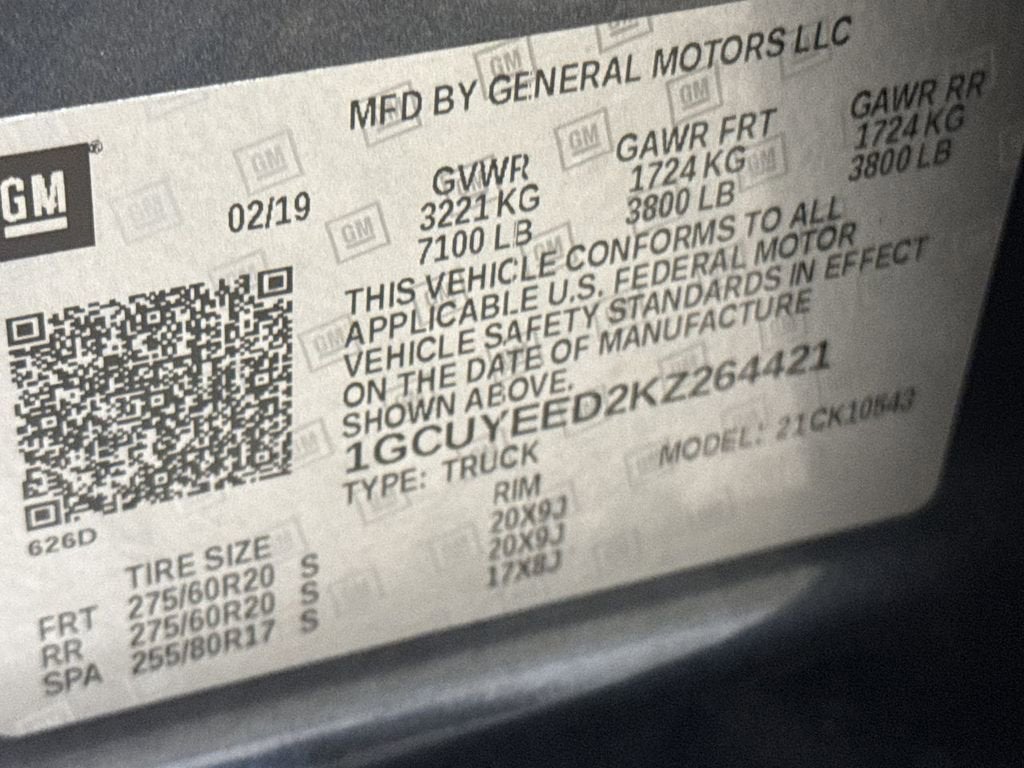 MFD BY GENERAL MOTORS LLC
GM®
02/19
GVWR GAWR FRT GAWR RR
3221 KG 1724 KG 1724 KG
7100 LB 3800 LB 3800 LB
THIS VEHICLE CONFORMS TO ALL
APPLICABLE U.S. FEDERAL MOTOR
VEHICLE SAFETY STANDARDS IN EFFECT
ON THE DATE OF MANUFACTURE
SHOWN ABOVE.
1GCUYEED2KZ264421
TYPE: TRUCK MODEL: 21CK10543
626D
TIRE SIZE RIM
FRT 275/60R20 S 20X9J
RR 275/60R20 S 20X9J
SPA 255/80R17 S 17X8J